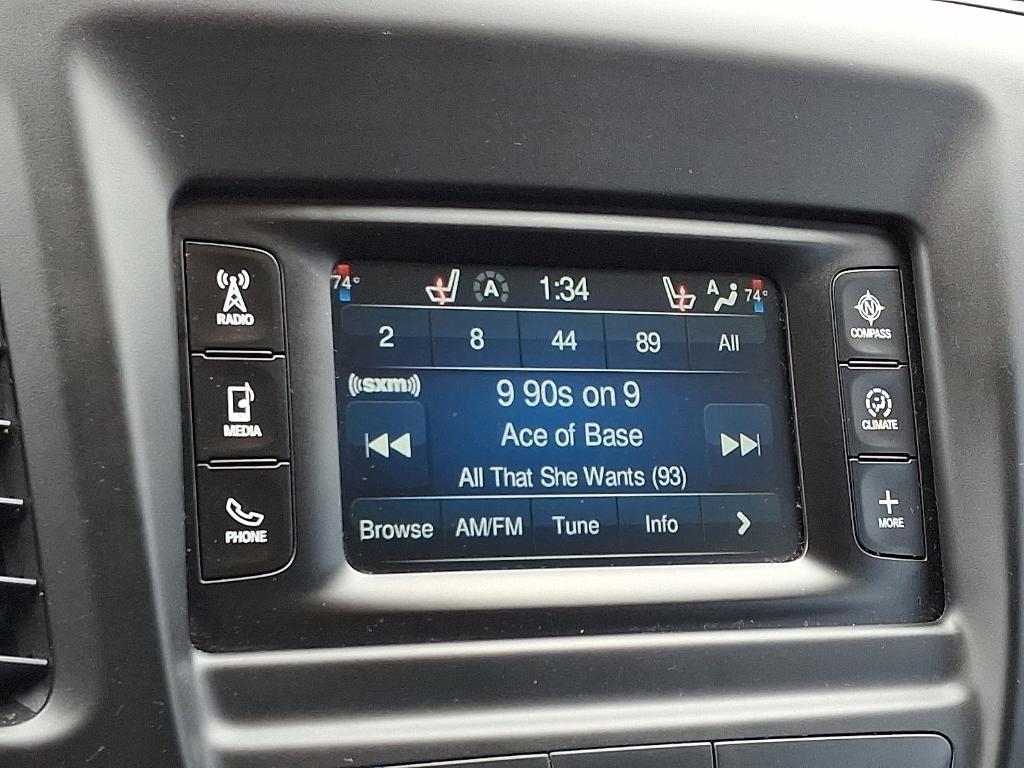 74° A 1:34 A 74°
2 8 44 89 All
((sxm))
9 90s on 9
Ace of Base
All That She Wants (93)
Browse AM/FM Tune Info >
RADIO
MEDIA
PHONE
N
COMPASS
CLIMATE
+
MORE